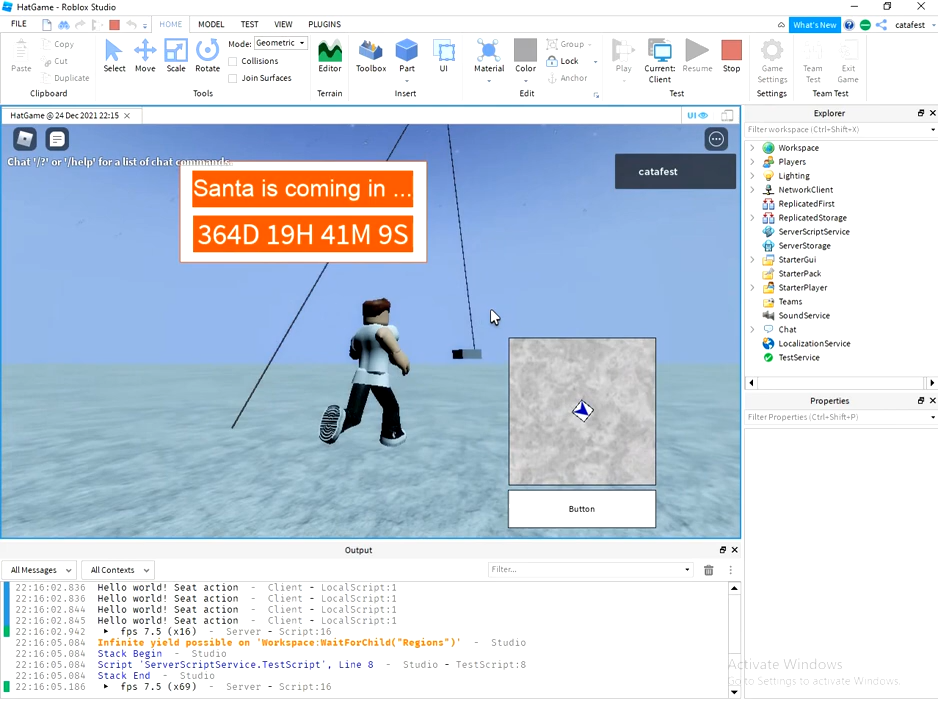 HatGame - Roblox Studio
FILE
HOME
MODEL
TEST
VIEW
PLUGINS
What's New
catafest
Paste
Copy
Cut
Duplicate
Clipboard
Select
Move
Scale
Rotate
Mode:
Geometric
Collisions
Join Surfaces
Tools
Editor
Terrain
Toolbox
Part
UI
Insert
Material
Color
Group
Lock
Anchor
Edit
Play
Current:
Client
Resume
Stop
Test
Game
Settings
Settings
Team
Test
Exit
Game
Team Test
HatGame @ 24 Dec 2021 22:15
UI
Chat '/?' or '/help' for a list of chat commands.
Santa is coming in ...
364D 19H 41M 9S
catafest
Button
Explorer
Filter workspace (Ctrl+Shift+X)
Workspace
Players
Lighting
NetworkClient
ReplicatedFirst
ReplicatedStorage
ServerScriptService
ServerStorage
StarterGui
StarterPack
StarterPlayer
Teams
SoundService
Chat
LocalizationService
TestService
Properties
Filter Properties (Ctrl+Shift+P)
Output
All Messages
All Contexts
Filter...
22:16:02.836 Hello world! Seat action - Client - LocalScript:1
22:16:02.836 Hello world! Seat action - Client - LocalScript:1
22:16:02.844 Hello world! Seat action - Client - LocalScript:1
22:16:02.845 Hello world! Seat action - Client - LocalScript:1
22:16:02.942 fps 7.5 (x16) - Server - Script:16
22:16:05.084 Infinite yield possible on 'Workspace:WaitForChild("Regions")' - Studio
22:16:05.084 Stack Begin - Studio
22:16:05.084 Script 'ServerScriptService.TestScript', Line 8 - Studio - TestScript:8
22:16:05.084 Stack End - Studio
22:16:05.186 fps 7.5 (x69) - Server - Script:16
Activate Windows
Go to Settings to activate Windows.